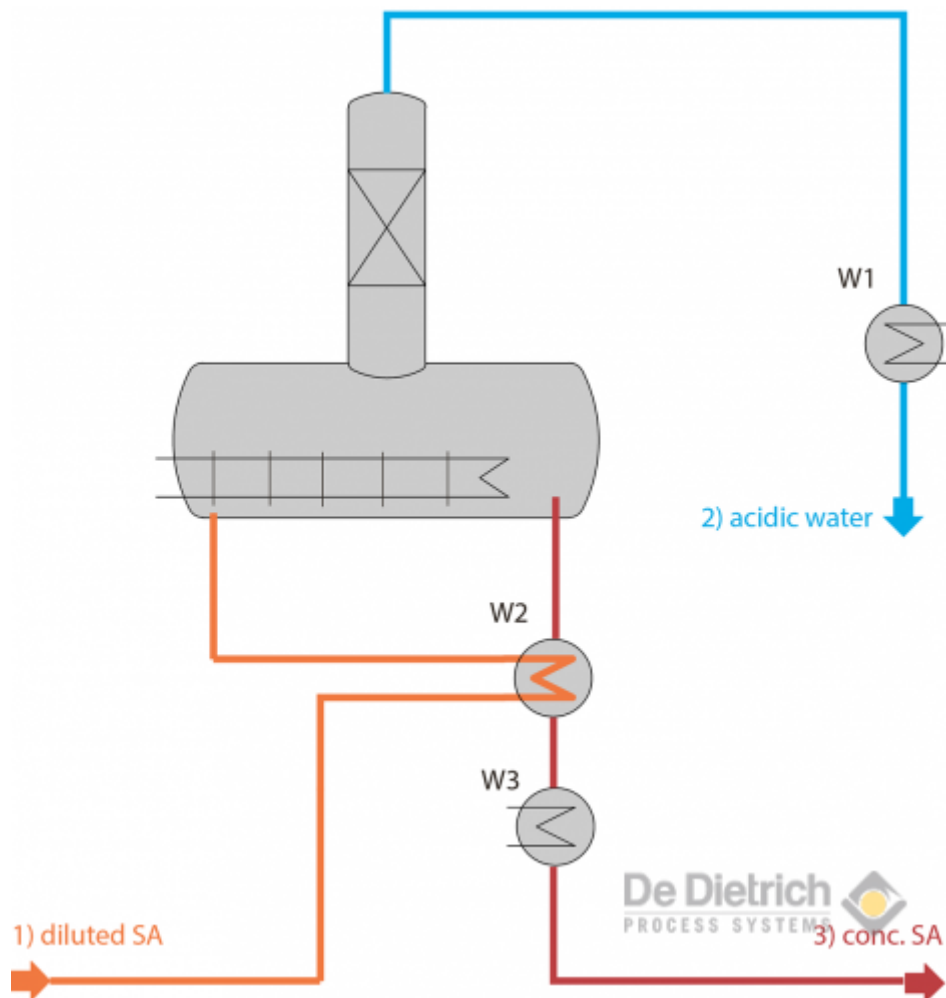 W1
2) acidic water
W2
W3
De Dietrich
PROCESS SYSTEMS
1) diluted SA
3) conc. SA